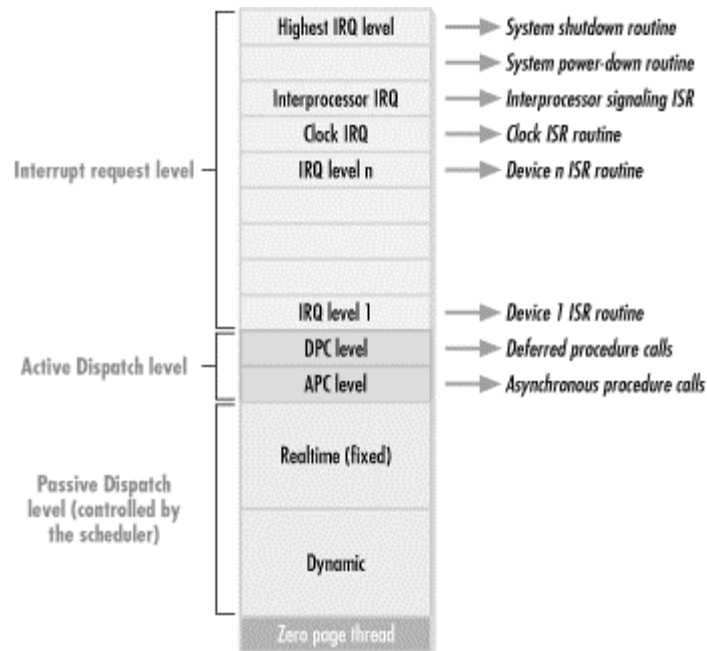 Highest IRQ level
System shutdown routine
System power-down routine
Interprocessor IRQ
Interprocessor signaling ISR
Clock IRQ
Clock ISR routine
Interrupt request level
IRQ level n
Device n ISR routine
IRQ level 1
Device 1 ISR routine
Active Dispatch level
DPC level
Deferred procedure calls
APC level
Asynchronous procedure calls
Realtime (fixed)
Passive Dispatch
level (controlled by
the scheduler)
Dynamic
Zero page thread